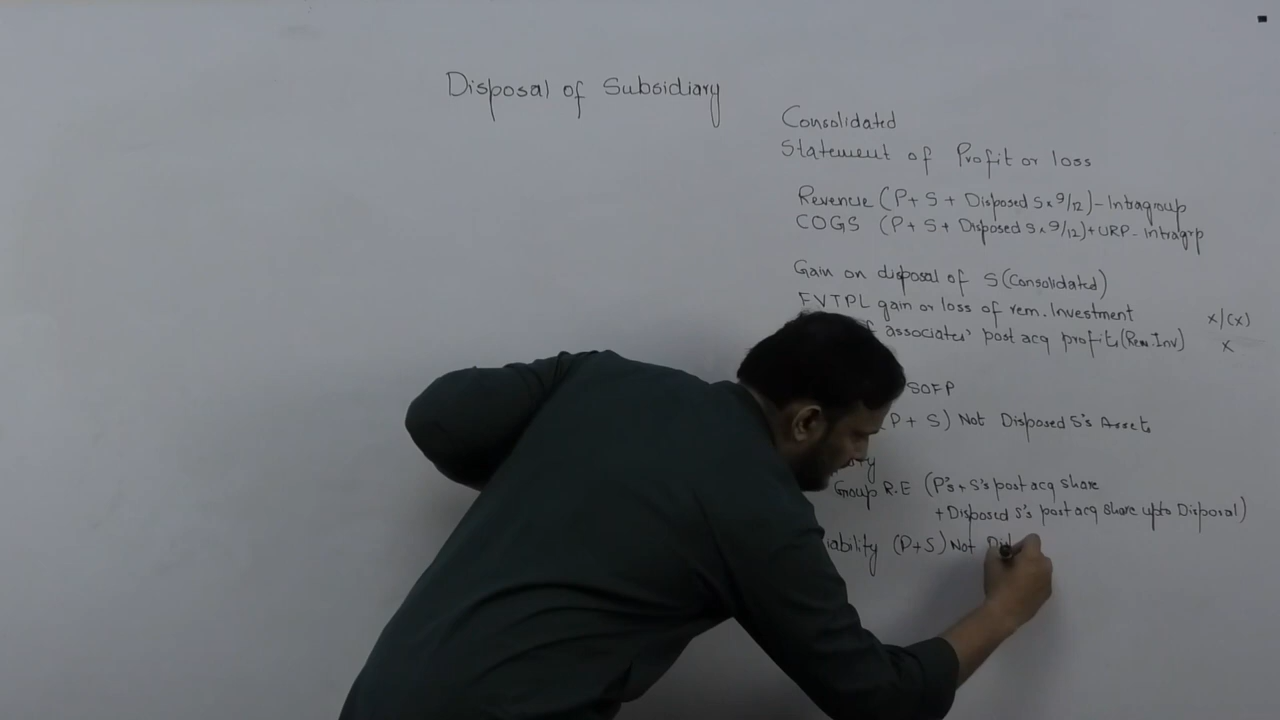 Disposal of Subsidiary
Consolidated
Statement of Profit or loss
Revenue (P+ S + Disposed S x 9/12) - Intragroup
COGS (P + S + Disposed S x 9/12) + URP - Intragrp
Gain on disposal of S (Consolidated)
FVTPL gain or loss of rem. Investment x/(x)
associates' post acq profits (Rem. Inv) x
SOFP
P + S) Not Disposed S's Assets
Group R.E (P's + S's post acq share
+ Disposed S's post acq share upto Disposal)
iability (P+S) Not